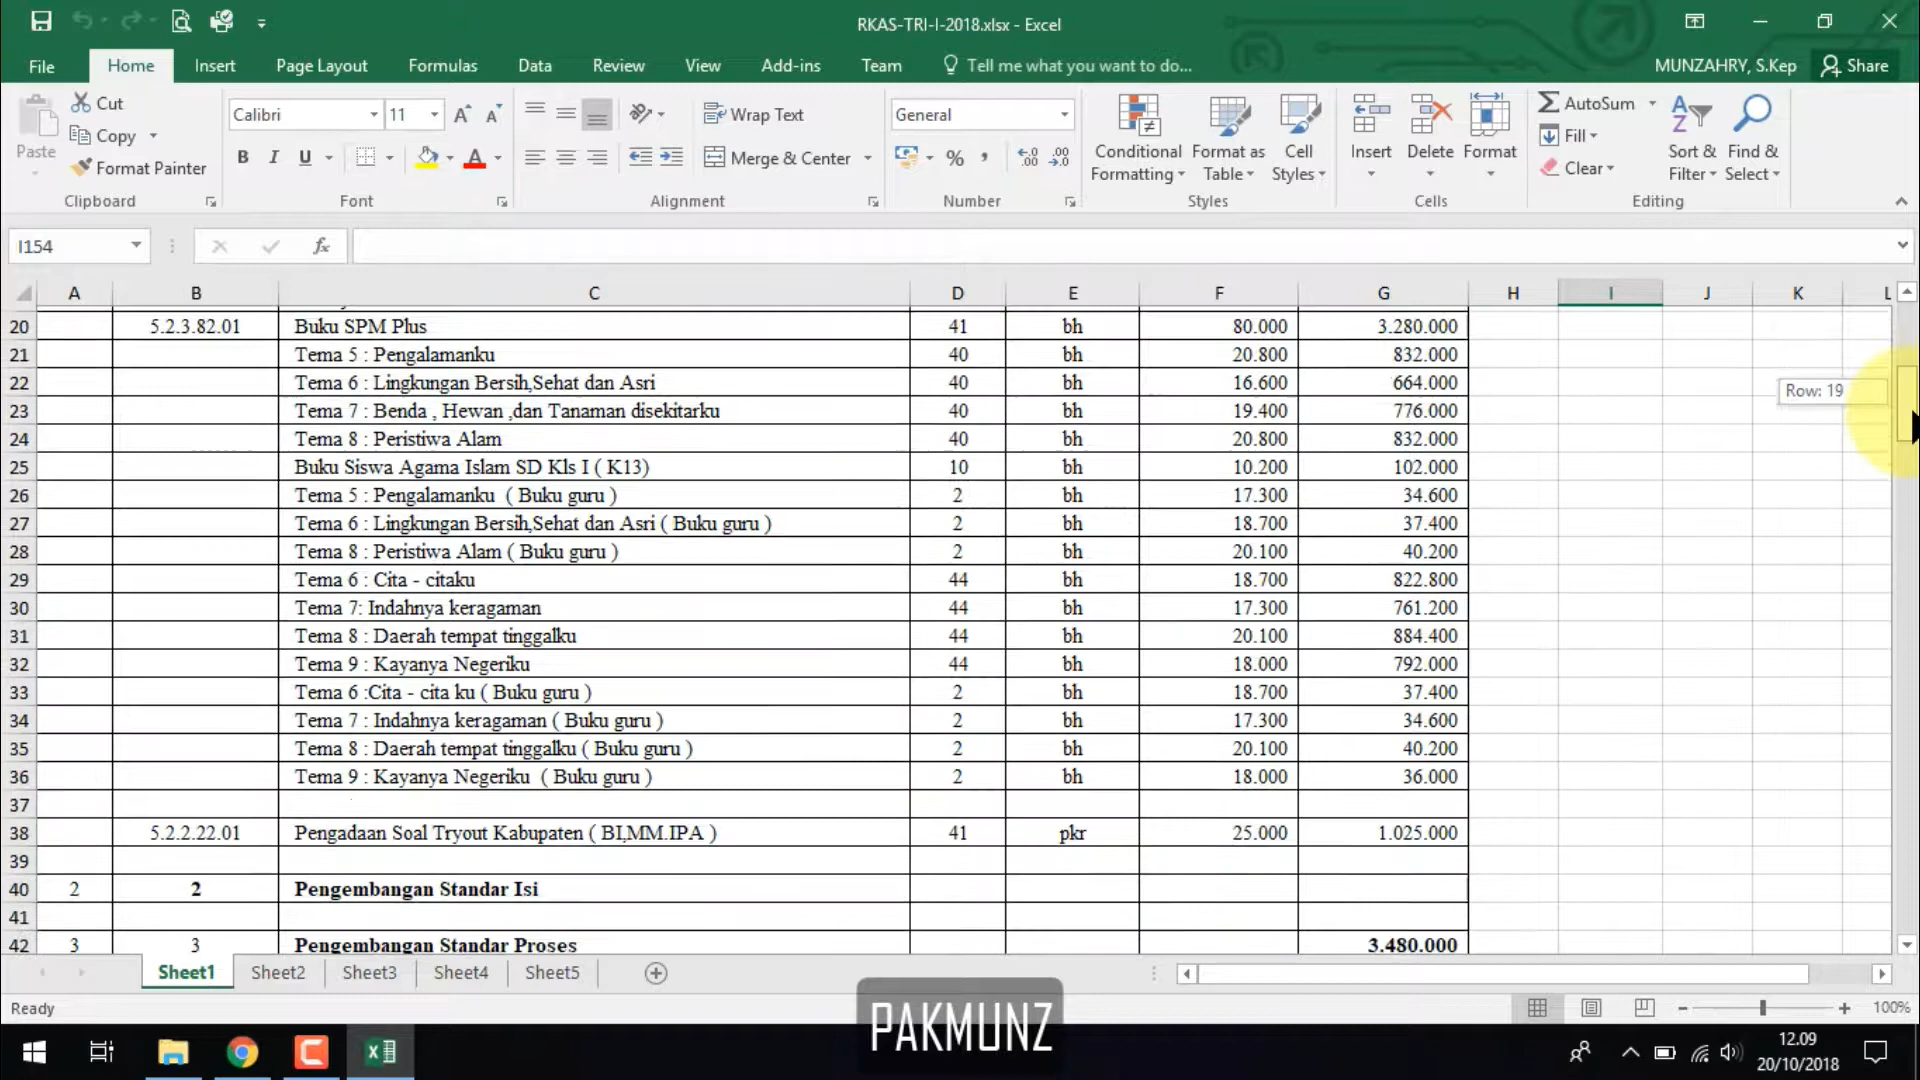 RKAS-TRI-I-2018.xlsx - Excel
File Home Insert Page Layout Formulas Data Review View Add-ins Team Tell me what you want to do... MUNZAHRY, S.Kep Share
Paste Cut Copy Format Painter Clipboard
Calibri 11 B I U Font
Wrap Text Merge & Center Alignment
General % Number
Conditional Formatting Format as Table Cell Styles Styles
Insert Delete Format Cells
AutoSum Fill Clear Sort & Filter Find & Select Editing
I154 fx
A B C D E F G H I J K L
20 5.2.3.82.01 Buku SPM Plus 41 bh 80.000 3.280.000
21 Tema 5 : Pengalamanku 40 bh 20.800 832.000
22 Tema 6 : Lingkungan Bersih,Sehat dan Asri 40 bh 16.600 664.000
Row: 19
23 Tema 7 : Benda , Hewan ,dan Tanaman disekitarku 40 bh 19.400 776.000
24 Tema 8 : Peristiwa Alam 40 bh 20.800 832.000
25 Buku Siswa Agama Islam SD Kls I ( K13) 10 bh 10.200 102.000
26 Tema 5 : Pengalamanku ( Buku guru ) 2 bh 17.300 34.600
27 Tema 6 : Lingkungan Bersih,Sehat dan Asri ( Buku guru ) 2 bh 18.700 37.400
28 Tema 8 : Peristiwa Alam ( Buku guru ) 2 bh 20.100 40.200
29 Tema 6 : Cita - citaku 44 bh 18.700 822.800
30 Tema 7: Indahnya keragaman 44 bh 17.300 761.200
31 Tema 8 : Daerah tempat tinggalku 44 bh 20.100 884.400
32 Tema 9 : Kayanya Negeriku 44 bh 18.000 792.000
33 Tema 6 :Cita - cita ku ( Buku guru ) 2 bh 18.700 37.400
34 Tema 7 : Indahnya keragaman ( Buku guru ) 2 bh 17.300 34.600
35 Tema 8 : Daerah tempat tinggalku ( Buku guru ) 2 bh 20.100 40.200
36 Tema 9 : Kayanya Negeriku ( Buku guru ) 2 bh 18.000 36.000
37
38 5.2.2.22.01 Pengadaan Soal Tryout Kabupaten ( BI,MM.IPA ) 41 pkr 25.000 1.025.000
39
40 2 2 Pengembangan Standar Isi
41
42 3 3 Pengembangan Standar Proses 3.480.000
Sheet1 Sheet2 Sheet3 Sheet4 Sheet5
Ready 100%
PAKMUNZ
12.09
20/10/2018